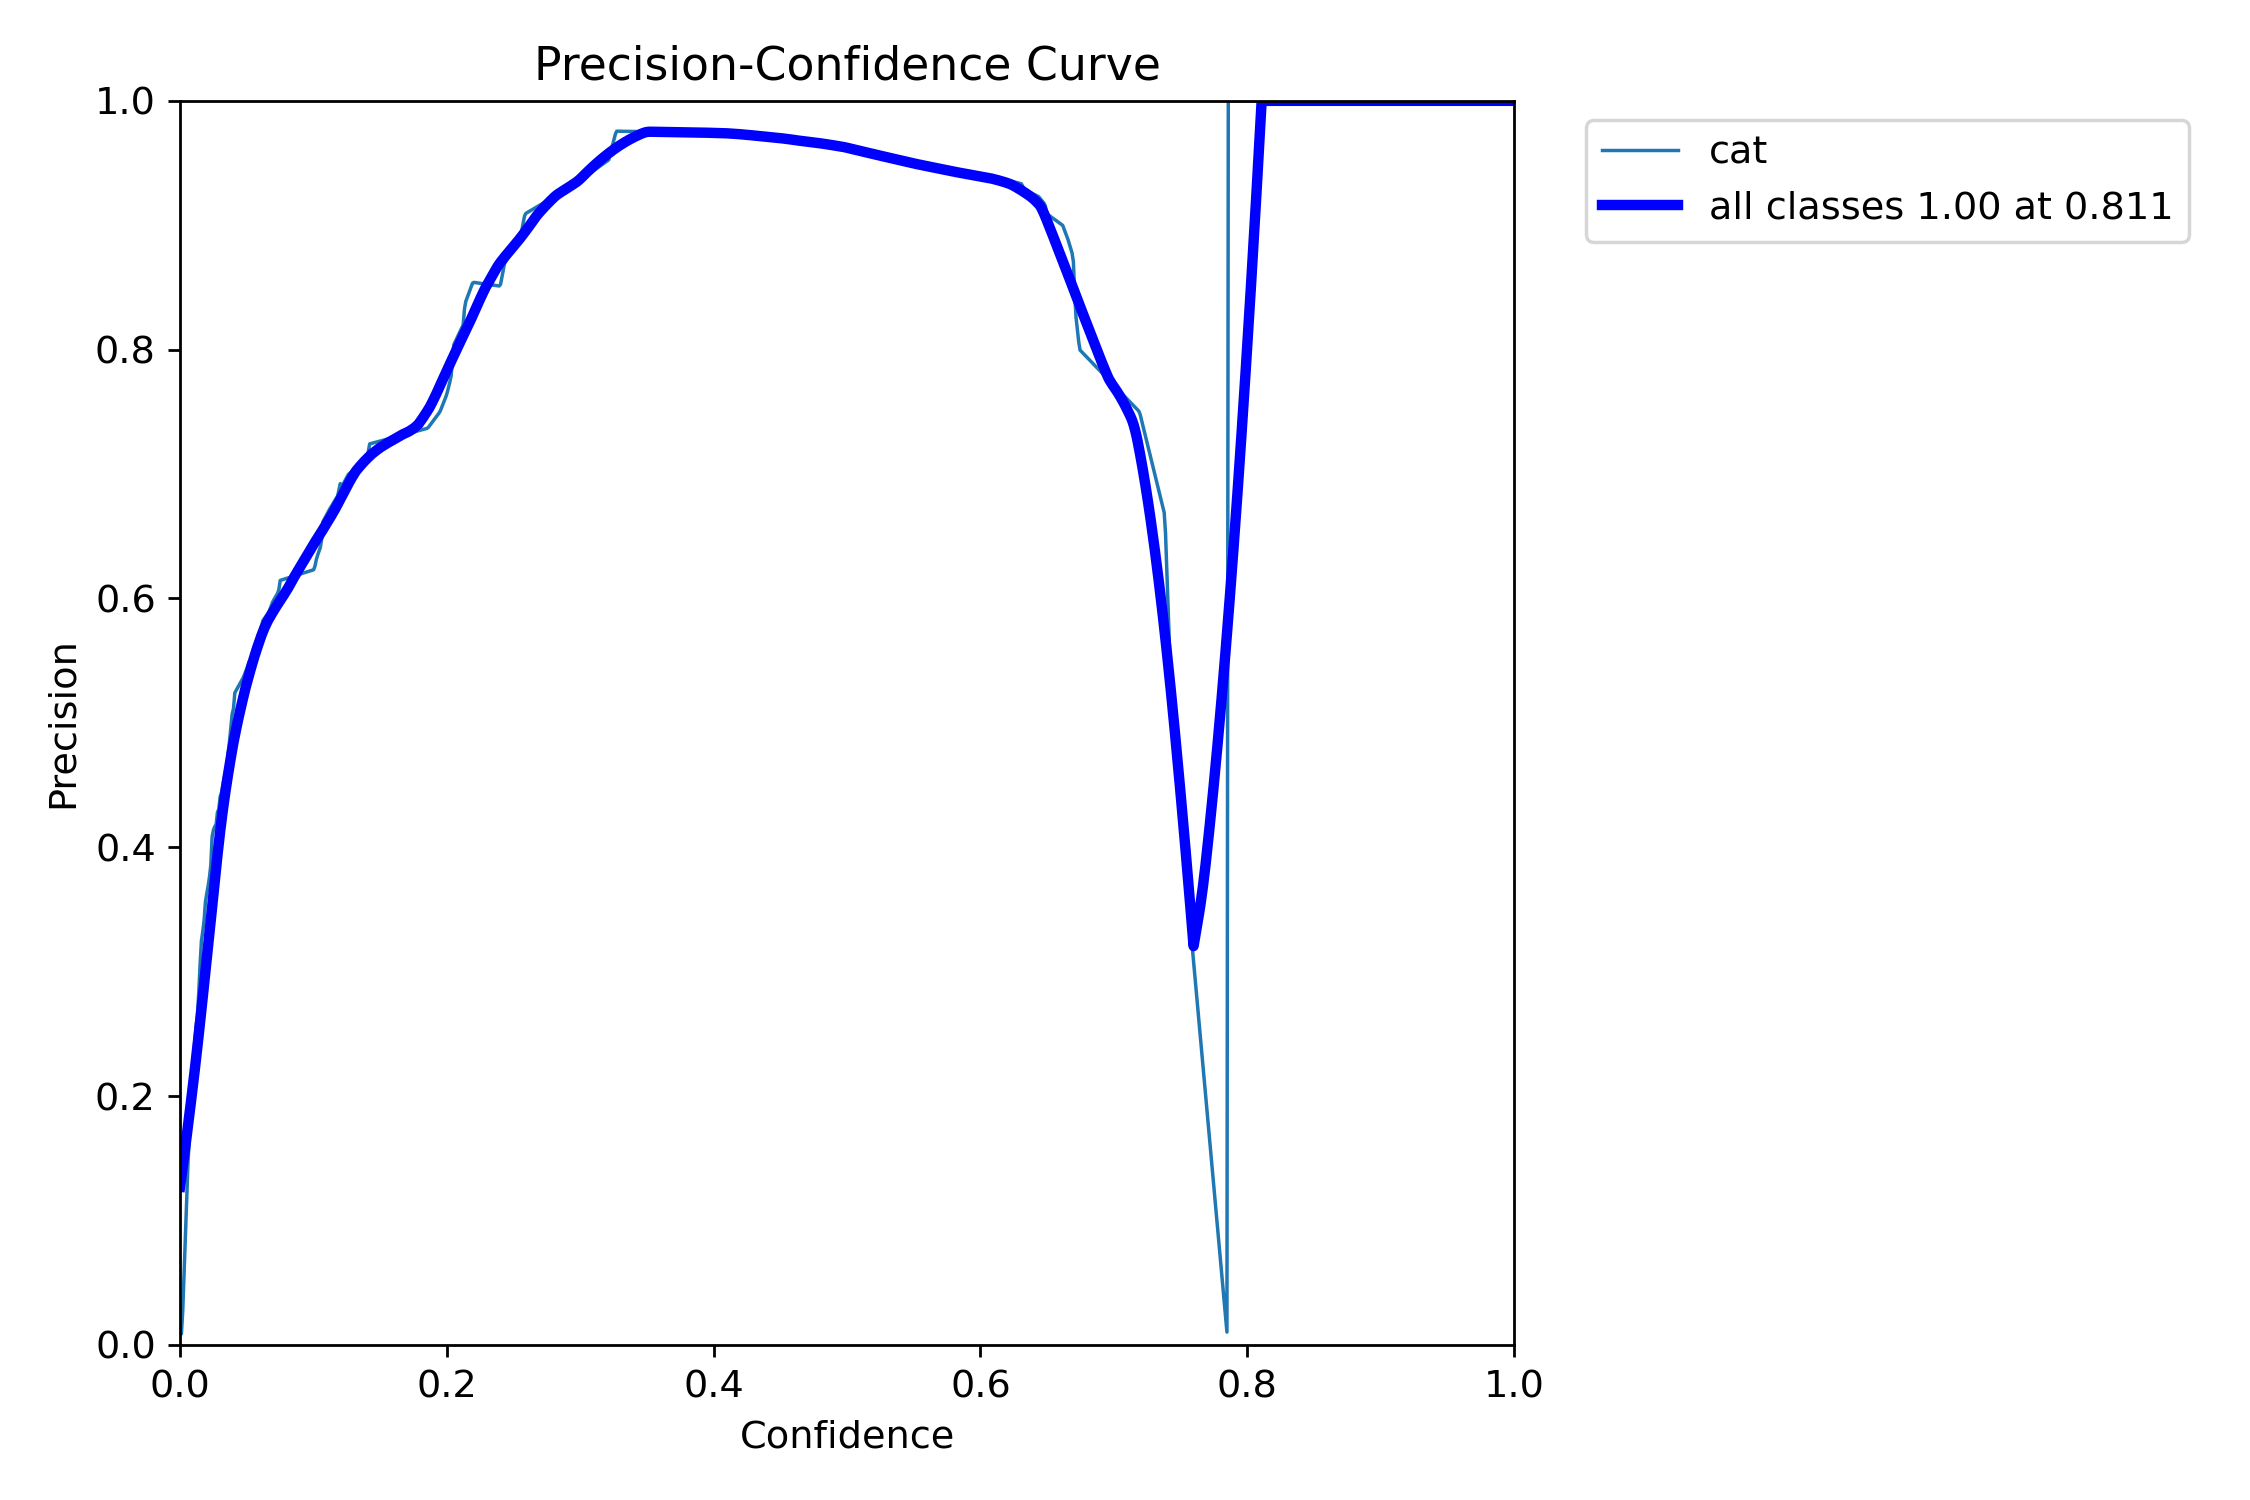 Precision-Confidence Curve
1.0
0.8
0.6
0.4
0.2
0.0
Precision
0.0 0.2 0.4 0.6 0.8 1.0
Confidence
cat
all classes 1.00 at 0.811